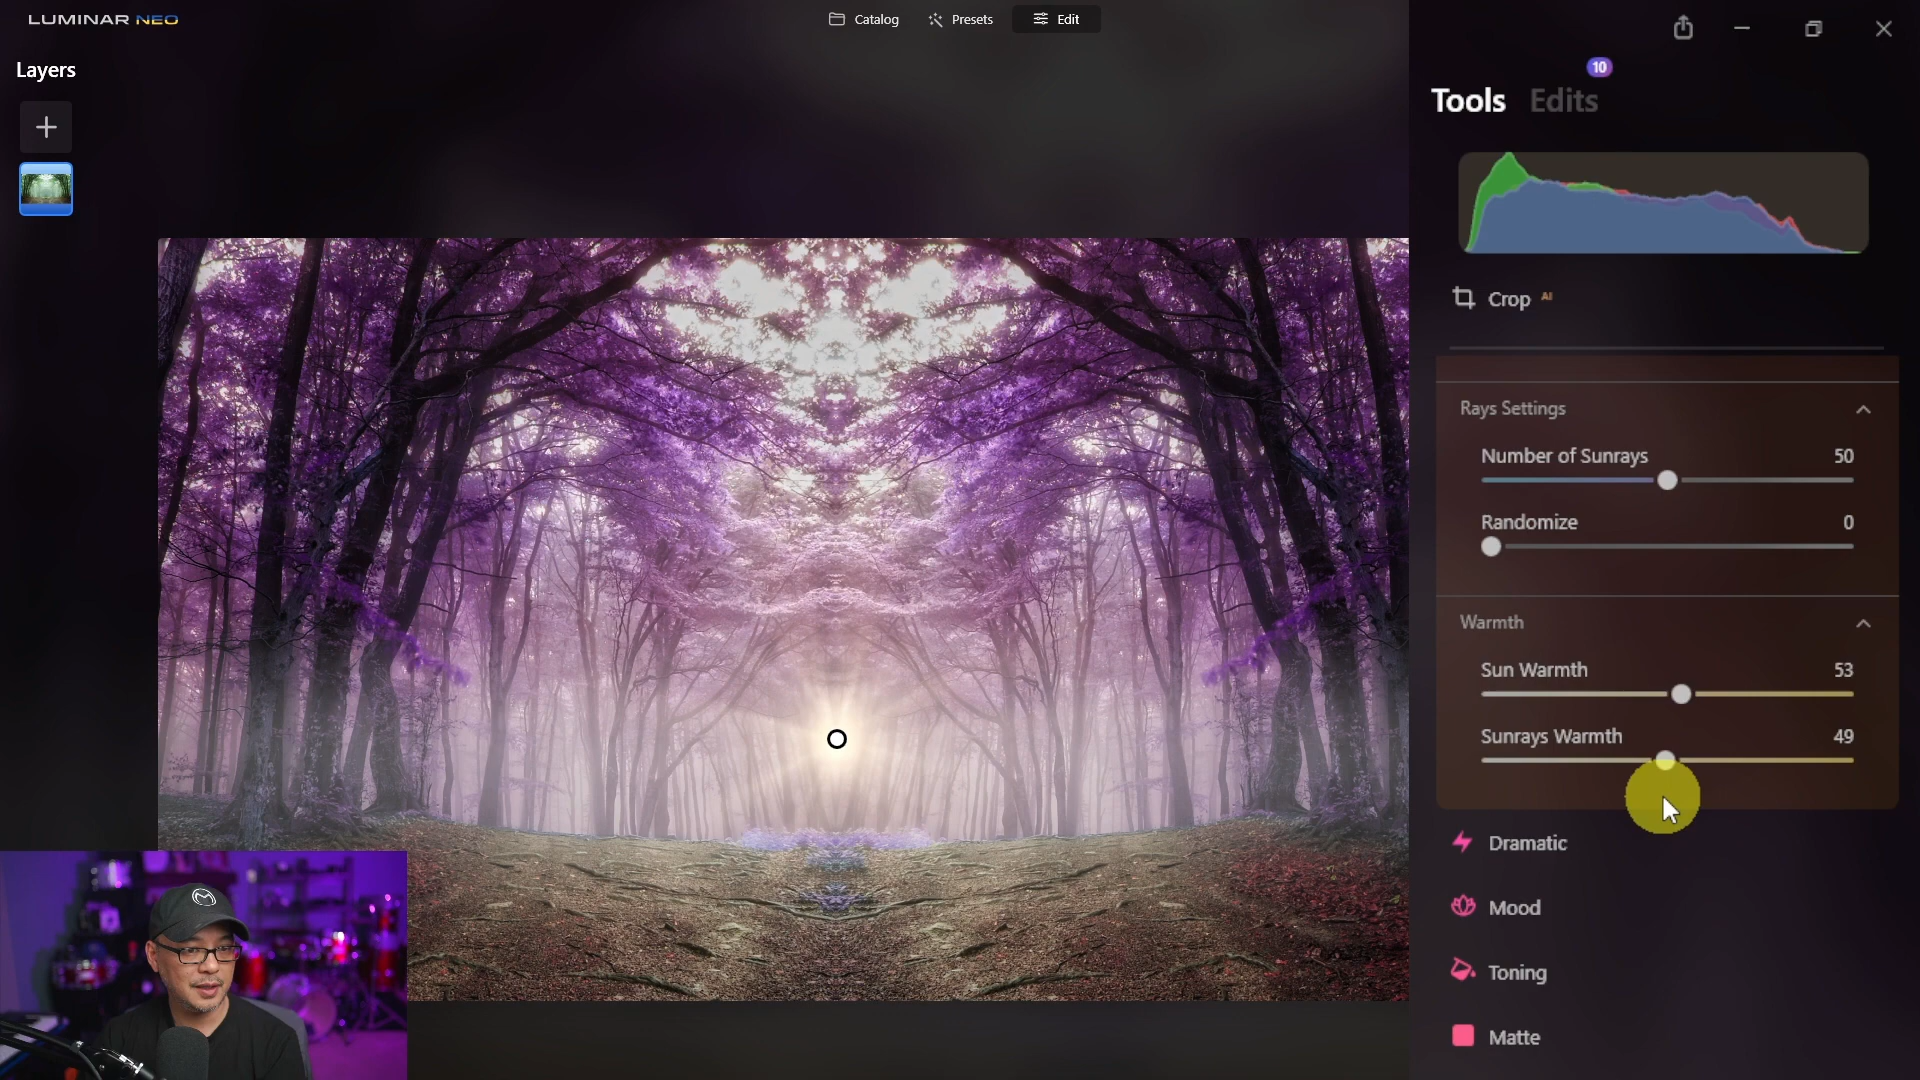 LUMINAR NEO
Catalog
Presets
Edit
Layers
10
Tools Edits
Crop AI
Rays Settings
Number of Sunrays 50
Randomize 0
Warmth
Sun Warmth 53
Sunrays Warmth 49
Dramatic
Mood
Toning
Matte